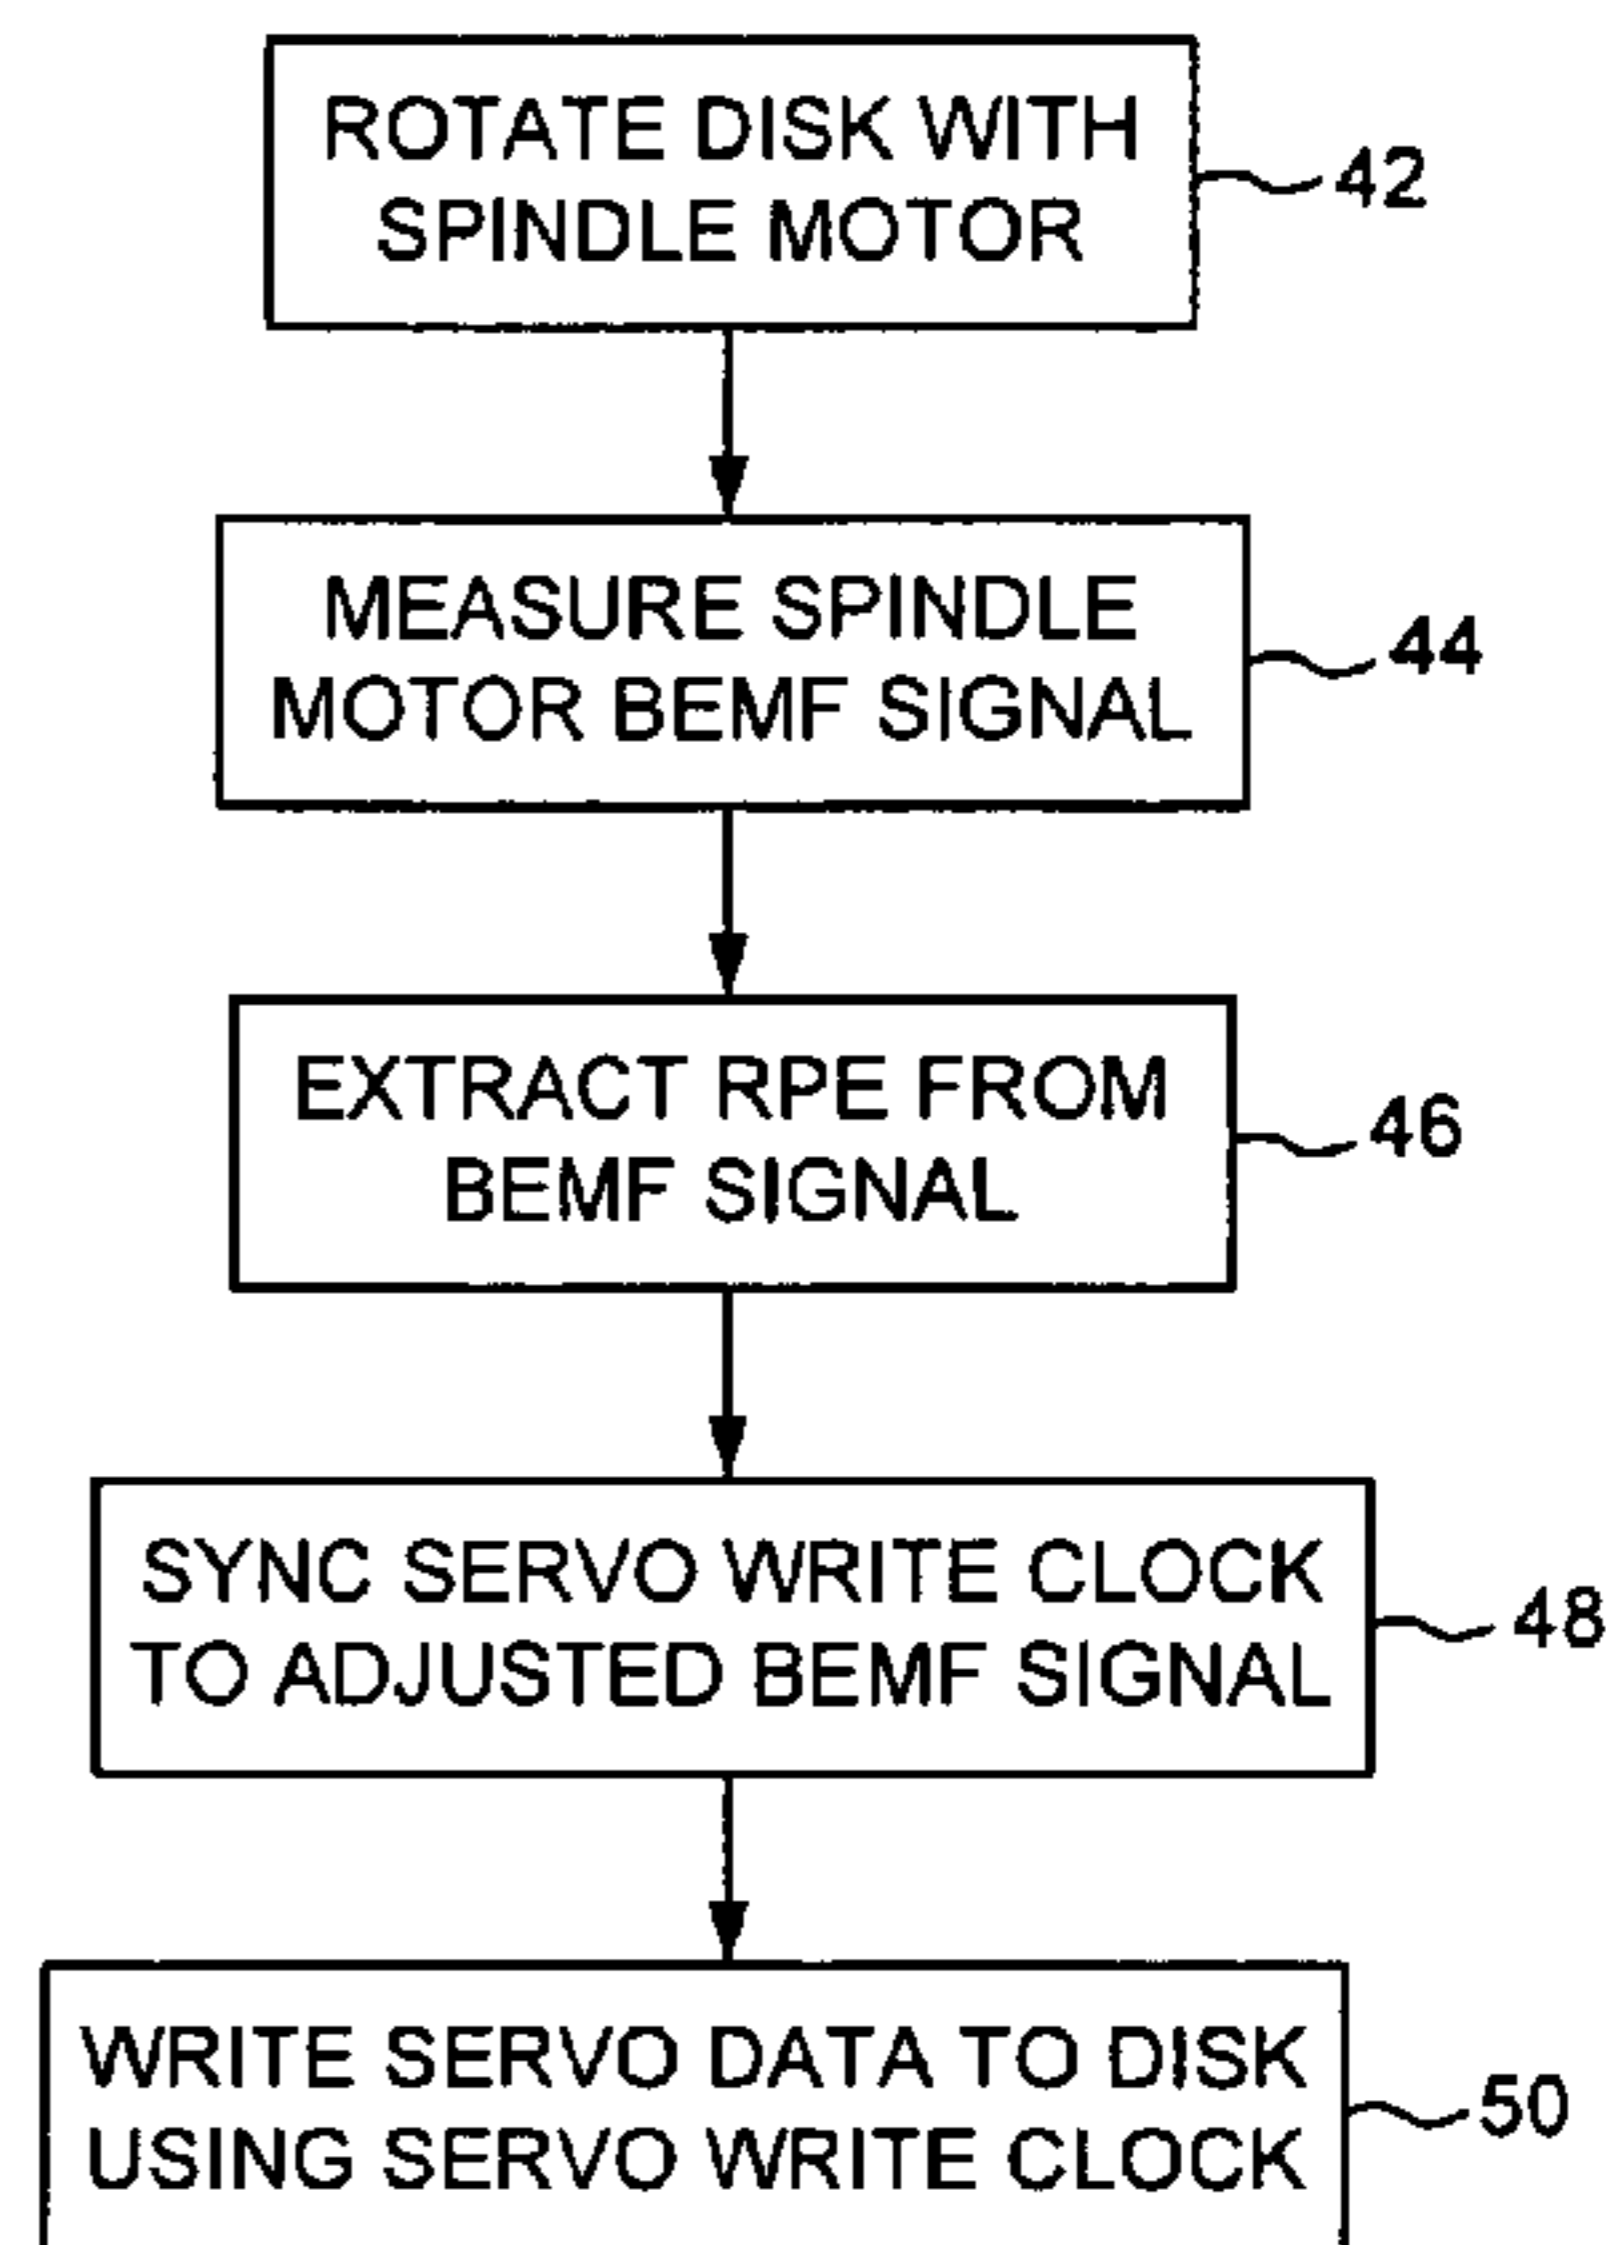 ROTATE DISK WITH
SPINDLE MOTOR
42
MEASURE SPINDLE
MOTOR BEMF SIGNAL
44
EXTRACT RPE FROM
BEMF SIGNAL
46
SYNC SERVO WRITE CLOCK
TO ADJUSTED BEMF SIGNAL
48
WRITE SERVO DATA TO DISK
USING SERVO WRITE CLOCK
50